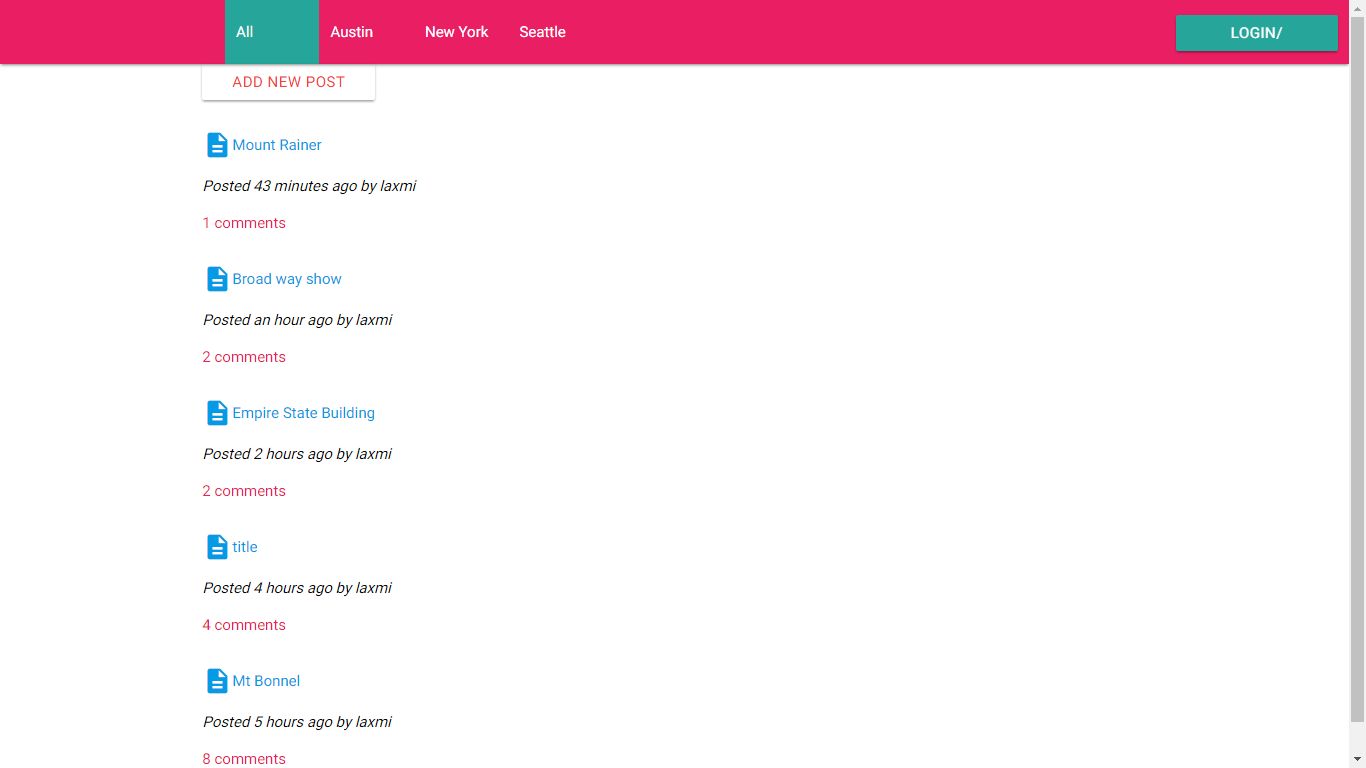 All Austin New York Seattle LOGIN/
ADD NEW POST
Mount Rainer
Posted 43 minutes ago by laxmi
1 comments
Broad way show
Posted an hour ago by laxmi
2 comments
Empire State Building
Posted 2 hours ago by laxmi
2 comments
title
Posted 4 hours ago by laxmi
4 comments
Mt Bonnel
Posted 5 hours ago by laxmi
8 comments